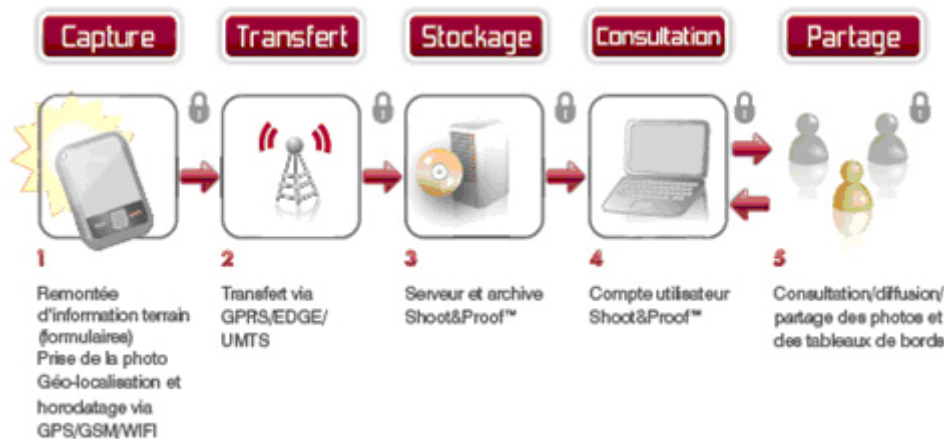 Capture
Transfert
Stockage
Consultation
Partage
1
Remontée
d'information terrain
(formulaires)
Prise de la photo
Géo-localisation et
horodatage via
GPS/GSM/WIFI
2
Transfert via
GPRS/EDGE/
UMTS
3
Serveur et archive
Shoot&Proof™
4
Compte utilisateur
Shoot&Proof™
5
Consultation/diffusion/
partage des photos et
des tableaux de bords